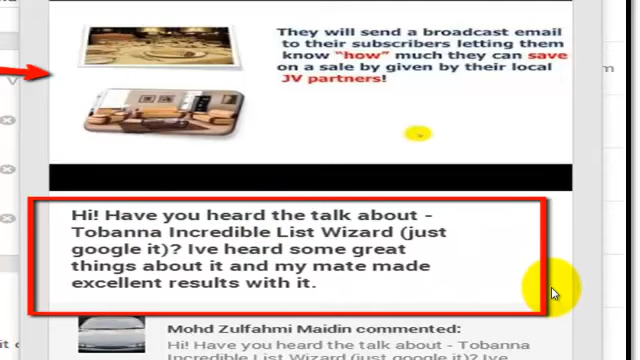 They will send a broadcast email
to their subscribers letting them
know "how" much they can save
on a sale by given by their local
JV partners!
Hi! Have you heard the talk about -
Tobanna Incredible List Wizard (just
google it)? Ive heard some great
things about it and my mate made
excellent results with it.
Mohd Zulfahmi Maidin commented:
Hi! Have you heard the talk about - Tobanna
Incredible List Wizard (just google it)? Ive